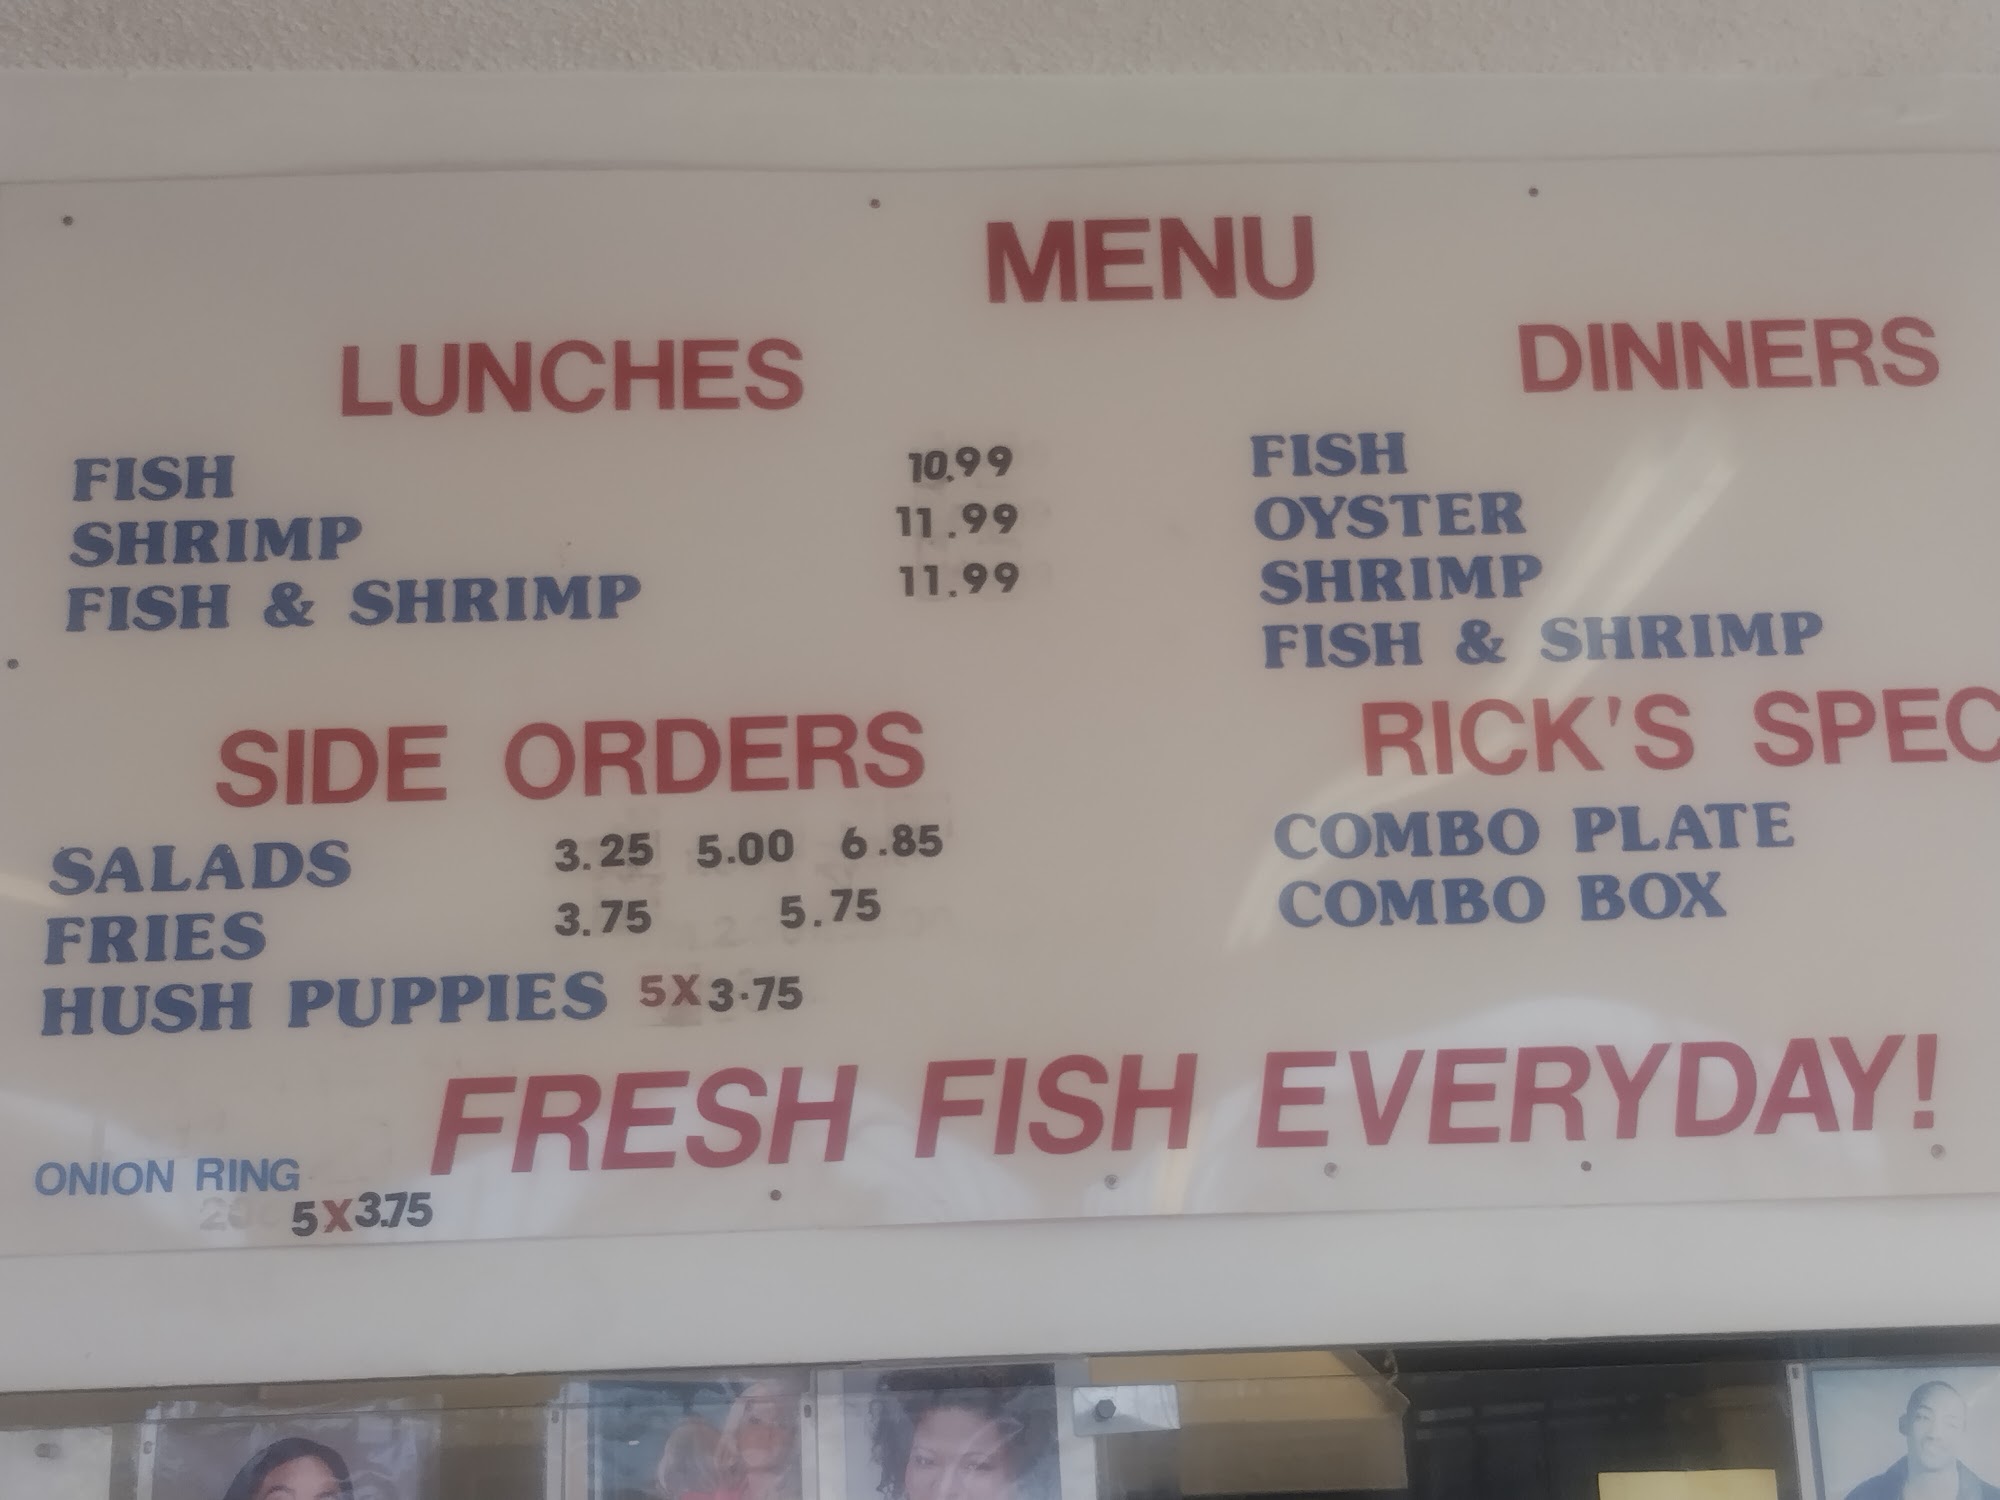 MENU
LUNCHES
FISH 10.99
SHRIMP 11.99
FISH & SHRIMP 11.99
SIDE ORDERS
SALADS 3.25 5.00 6.85
FRIES 3.75 5.75
HUSH PUPPIES 5X3.75
DINNERS
FISH
OYSTER
SHRIMP
FISH & SHRIMP
RICK'S SPEC
COMBO PLATE
COMBO BOX
FRESH FISH EVERYDAY!
ONION RING
5X3.75